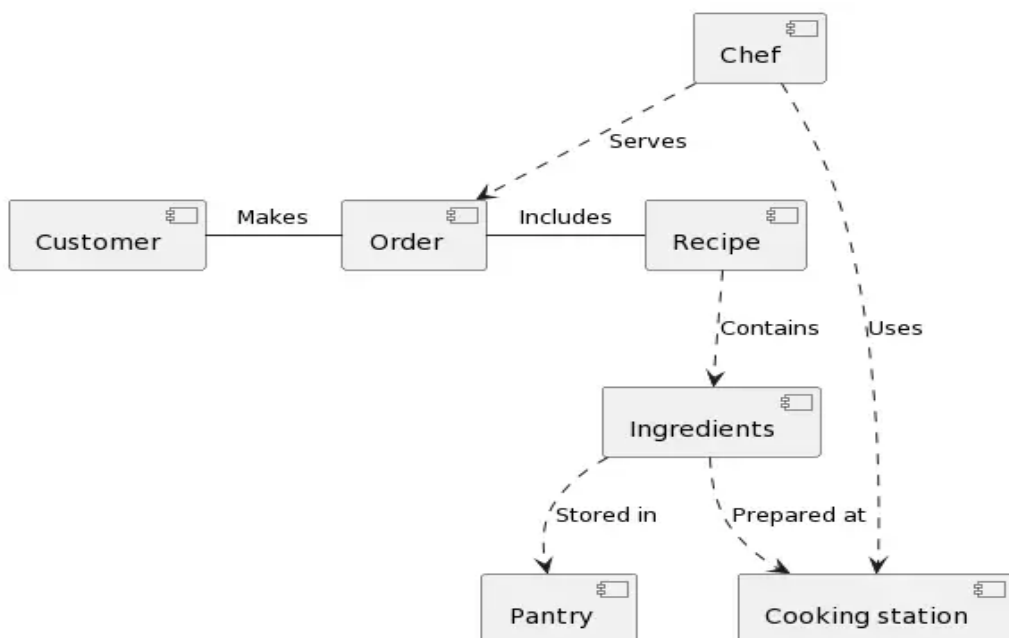 Chef
Serves
Customer
Makes
Order
Includes
Recipe
Contains
Uses
Ingredients
Stored in
Prepared at
Pantry
Cooking station